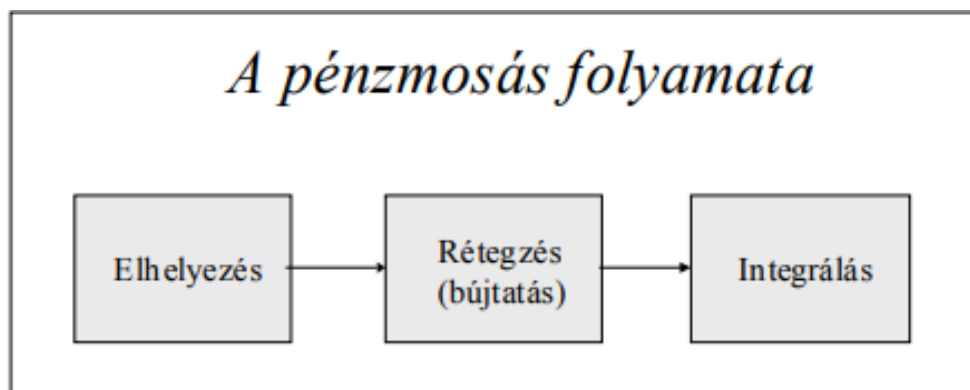 A pénzmosás folyamata
Elhelyezés
Rétegzés
(bújtatás)
Integrálás